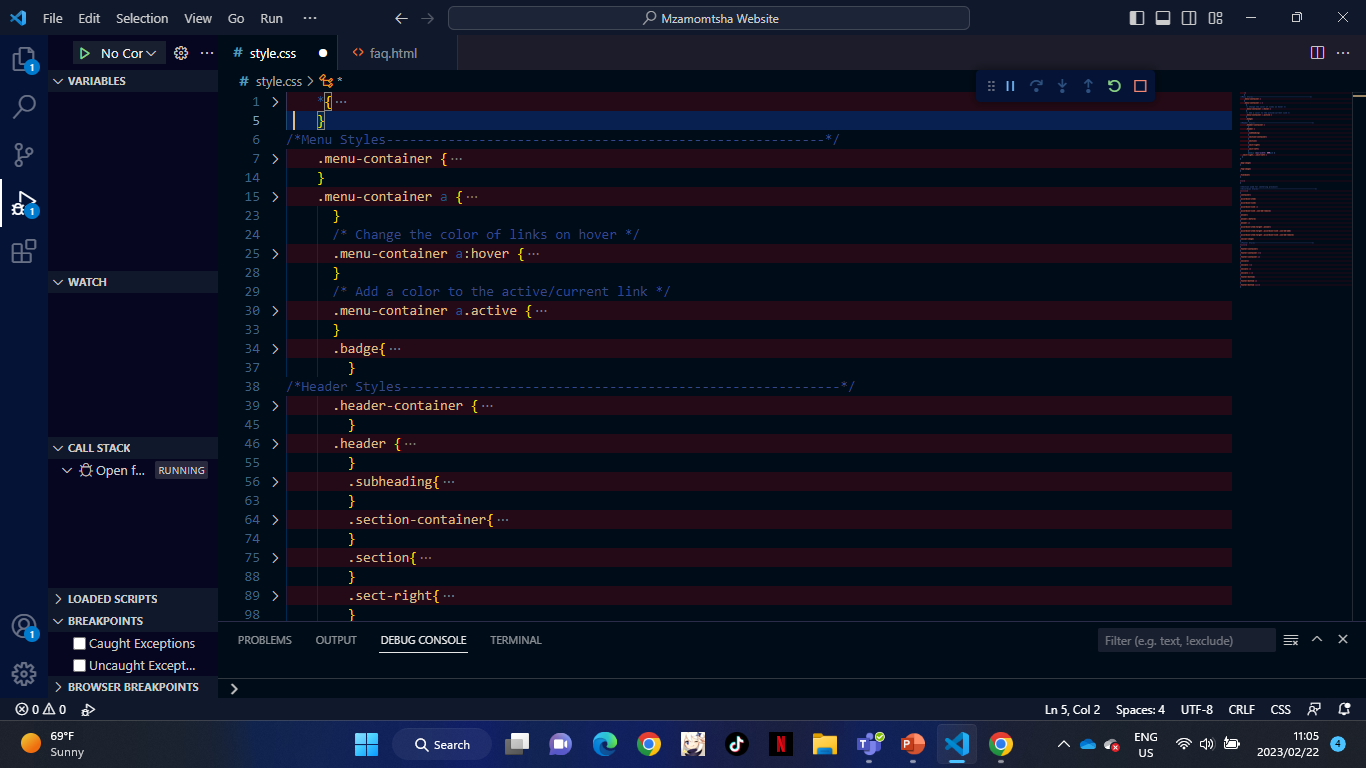 File Edit Selection View Go Run ··· Mzamomtsha Website
No Cor ··· # style.css faq.html ···
# style.css > *
VARIABLES
WATCH
CALL STACK
Open f... RUNNING
LOADED SCRIPTS
BREAKPOINTS
Caught Exceptions
Uncaught Except...
BROWSER BREAKPOINTS
1 *{ ···
5 }
6 /*Menu Styles---------------------------------------------------------*/
7 .menu-container { ···
14 }
15 .menu-container a { ···
23 }
24 /* Change the color of links on hover */
25 .menu-container a:hover { ···
28 }
29 /* Add a color to the active/current link */
30 .menu-container a.active { ···
33 }
34 .badge{ ···
37 }
38 /*Header Styles---------------------------------------------------------*/
39 .header-container { ···
45 }
46 .header { ···
55 }
56 .subheading{ ···
63 }
64 .section-container{ ···
74 }
75 .section{ ···
88 }
89 .sect-right{ ···
98 }
PROBLEMS OUTPUT DEBUG CONSOLE TERMINAL Filter (e.g. text, !exclude)
0 0 Ln 5, Col 2 Spaces: 4 UTF-8 CRLF CSS
69°F
Sunny
Search
ENG
US
11:05
2023/02/22
4